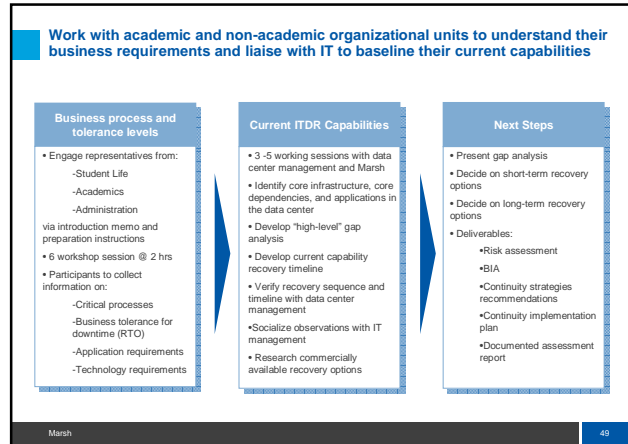 Work with academic and non-academic organizational units to understand their
business requirements and liaise with IT to baseline their current capabilities
Business process and
tolerance levels
▪ Engage representatives from:
-Student Life
-Academics
-Administration
via introduction memo and
preparation instructions
▪ 6 workshop session @ 2 hrs
▪ Participants to collect
information on:
-Critical processes
-Business tolerance for
downtime (RTO)
-Application requirements
-Technology requirements
Current ITDR Capabilities
▪ 3 -5 working sessions with data
center management and Marsh
▪ Identify core infrastructure, core
dependencies, and applications in
the data center
▪ Develop “high-level” gap
analysis
▪ Develop current capability
recovery timeline
▪ Verify recovery sequence and
timeline with data center
management
▪Socialize observations with IT
management
▪ Research commercially
available recovery options
Next Steps
▪ Present gap analysis
▪ Decide on short-term recovery
options
▪ Decide on long-term recovery
options
▪ Deliverables:
▪Risk assessment
▪BIA
▪Continuity strategies
recommendations
▪Continuity implementation
plan
▪Documented assessment
report
Marsh
49